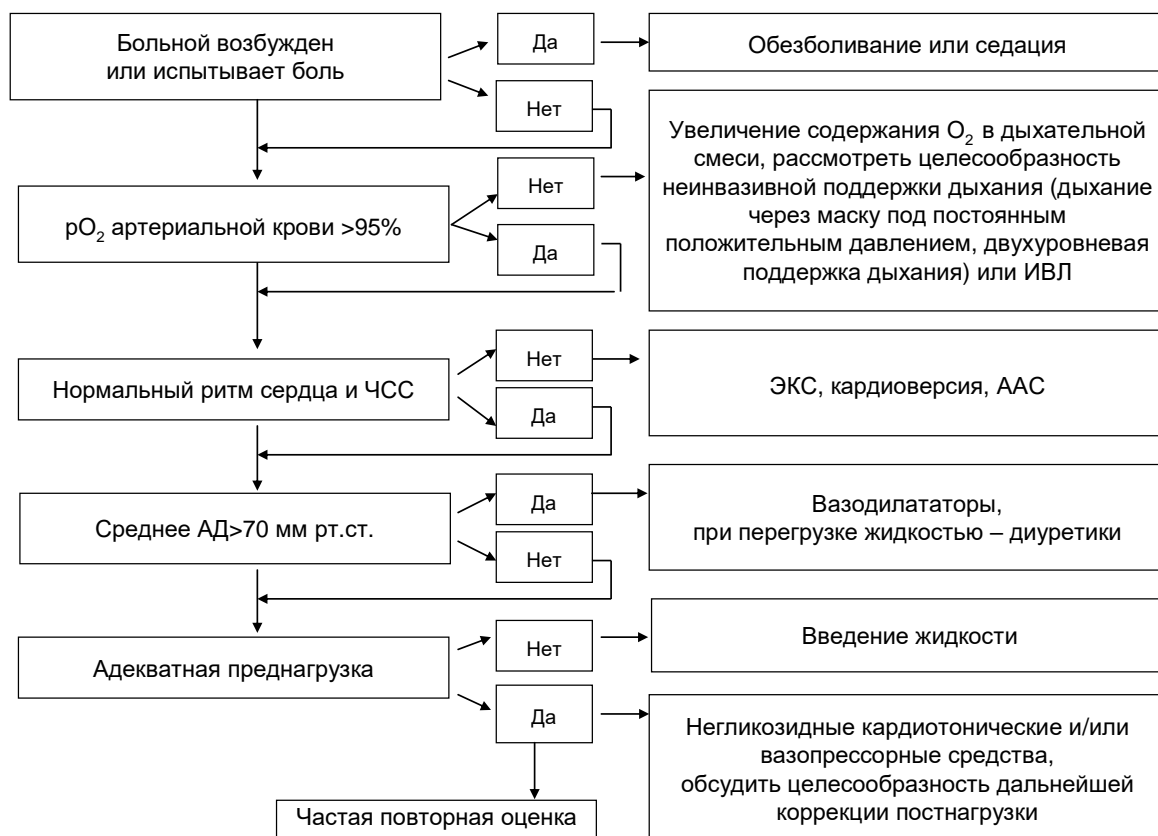 Больной возбужден
или испытывает боль
Да
Обезболивание или седация
Нет
Увеличение содержания O₂ в дыхательной
смеси, рассмотреть целесообразность
неинвазивной поддержки дыхания (дыхание
через маску под постоянным
положительным давлением, двухуровневая
поддержка дыхания) или ИВЛ
pO₂ артериальной крови >95%
Нет
Да
Нормальный ритм сердца и ЧСС
Нет
ЭКС, кардиоверсия, ААС
Да
Среднее АД>70 мм рт.ст.
Да
Вазодилататоры,
при перегрузке жидкостью – диуретики
Нет
Адекватная преднагрузка
Нет
Введение жидкости
Да
Негликозидные кардиотонические и/или
вазопрессорные средства,
обсудить целесообразность дальнейшей
коррекции постнагрузки
Частая повторная оценка